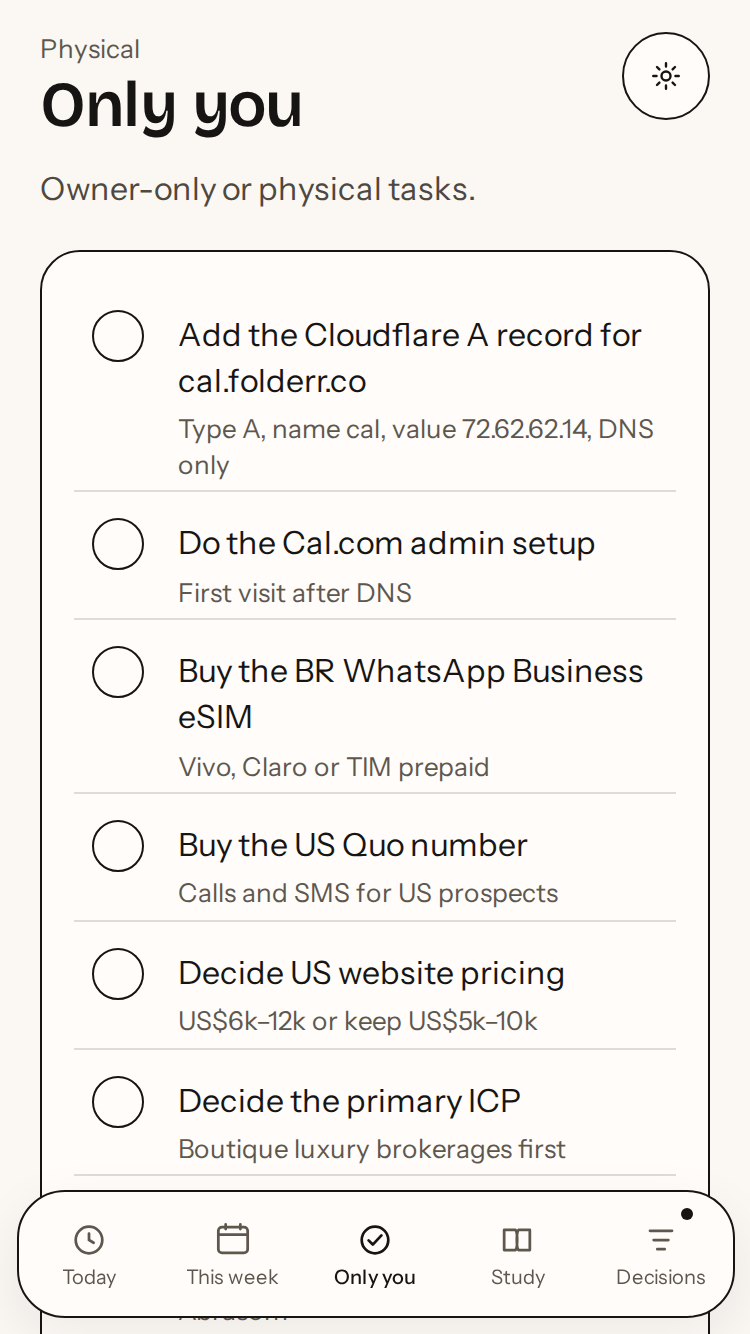 Physical
Only you
Owner-only or physical tasks.
Add the Cloudflare A record for
cal.folderr.co
Type A, name cal, value 72.62.62.14, DNS
only
Do the Cal.com admin setup
First visit after DNS
Buy the BR WhatsApp Business
eSIM
Vivo, Claro or TIM prepaid
Buy the US Quo number
Calls and SMS for US prospects
Decide US website pricing
US$6k–12k or keep US$5k–10k
Decide the primary ICP
Boutique luxury brokerages first
Today
This week
Only you
Study
Decisions